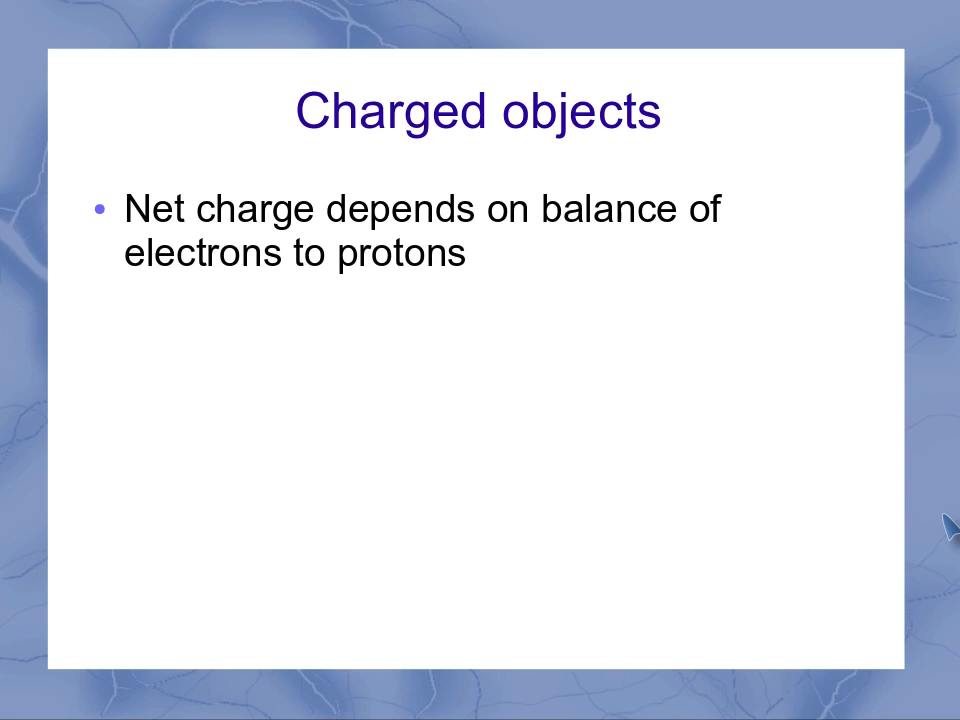 Charged objects
• Net charge depends on balance of
electrons to protons